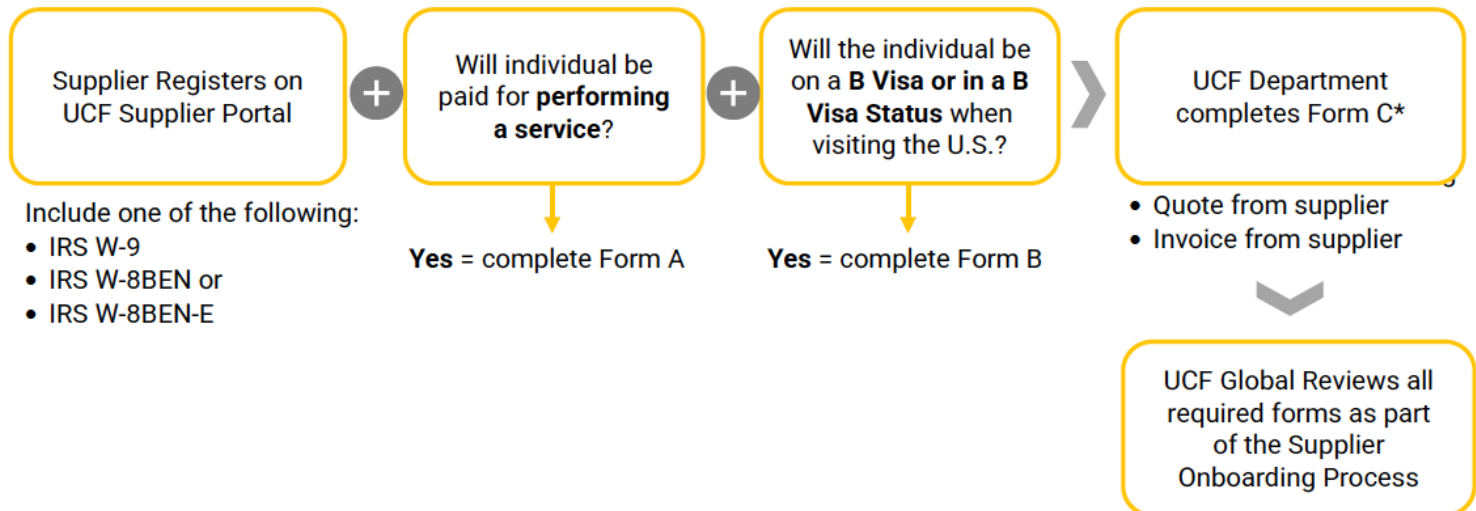 Supplier Registers on
UCF Supplier Portal
Include one of the following:
• IRS W-9
• IRS W-8BEN or
• IRS W-8BEN-E
+
Will individual be
paid for performing
a service?
Yes = complete Form A
+
Will the individual be
on a B Visa or in a B
Visa Status when
visiting the U.S.?
Yes = complete Form B
UCF Department
completes Form C*
• Quote from supplier
• Invoice from supplier
UCF Global Reviews all
required forms as part
of the Supplier
Onboarding Process